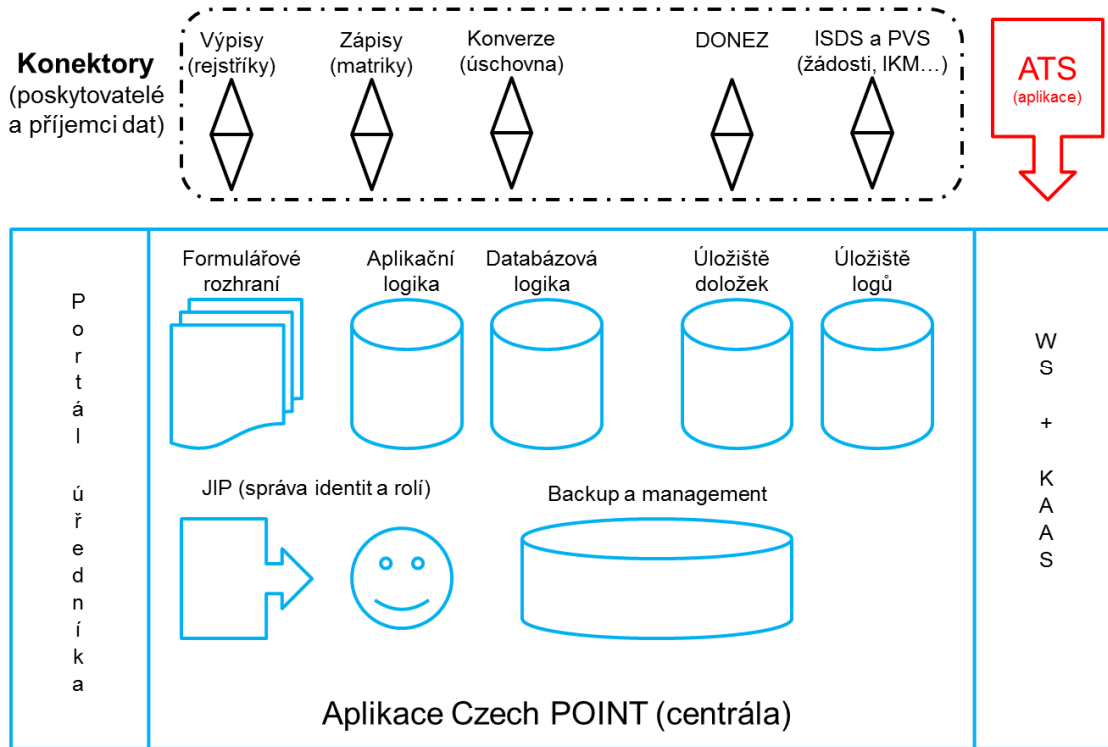 Konektory
(poskytovatelé
a příjemci dat)
Výpisy
(rejstříky)
Zápisy
(matriky)
Konverze
(úschovna)
DONEZ
ISDS a PVS
(žádosti, IKM…)
ATS
(aplikace)
Portál úředníka
Formulářové
rozhraní
Aplikační
logika
Databázová
logika
Úložiště
doložek
Úložiště
logů
WS + KAAS
JIP (správa identit a rolí)
Backup a management
Aplikace Czech POINT (centrála)